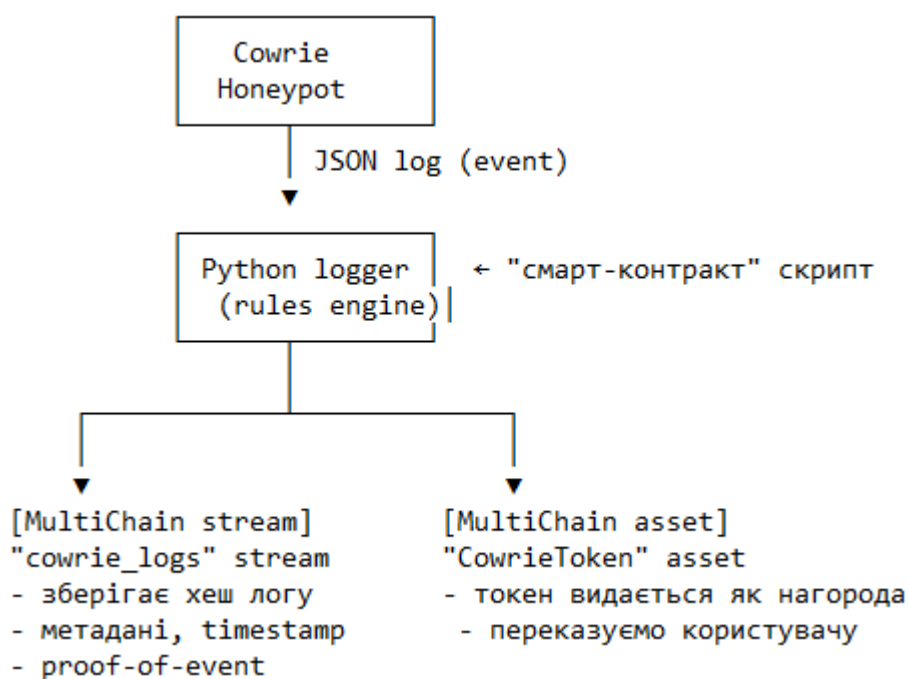 Cowrie
Honeypot
JSON log (event)
Python logger ← "смарт-контракт" скрипт
(rules engine)
[MultiChain stream] [MultiChain asset]
"cowrie_logs" stream "CowrieToken" asset
- зберігає хеш логу - токен видається як нагорода
- метадані, timestamp - переказуємо користувачу
- proof-of-event